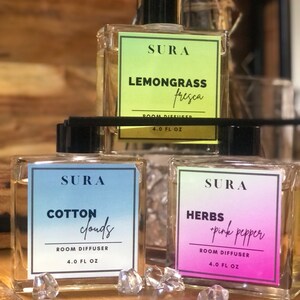 SURA
LEMONGRASS
fresca
ROOM DIFFUSER
4.0 FL OZ
SURA
COTTON
clouds
ROOM DIFFUSER
4.0 FL OZ
SURA
HERBS
+pink pepper
ROOM DIFFUSER
4.0 FL OZ